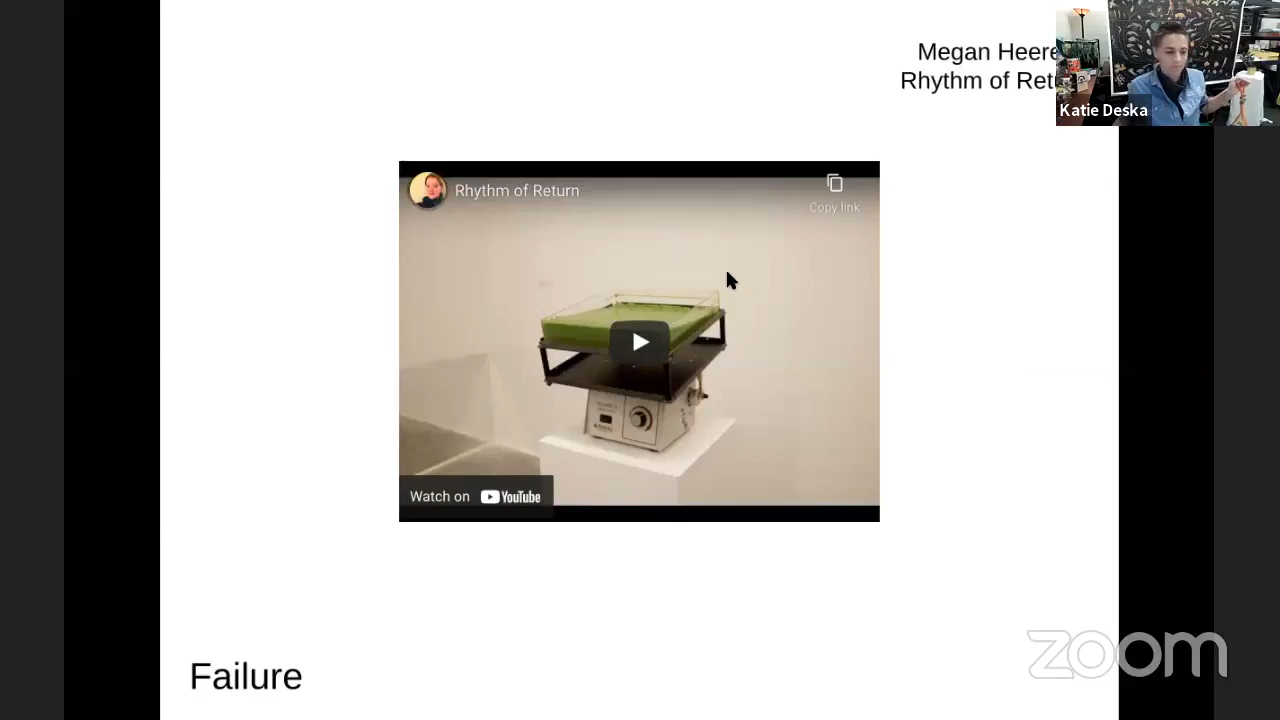 Megan Heere
Rhythm of Ret
Katie Deska
Rhythm of Return
Copy link
Watch on YouTube
Failure
zoom